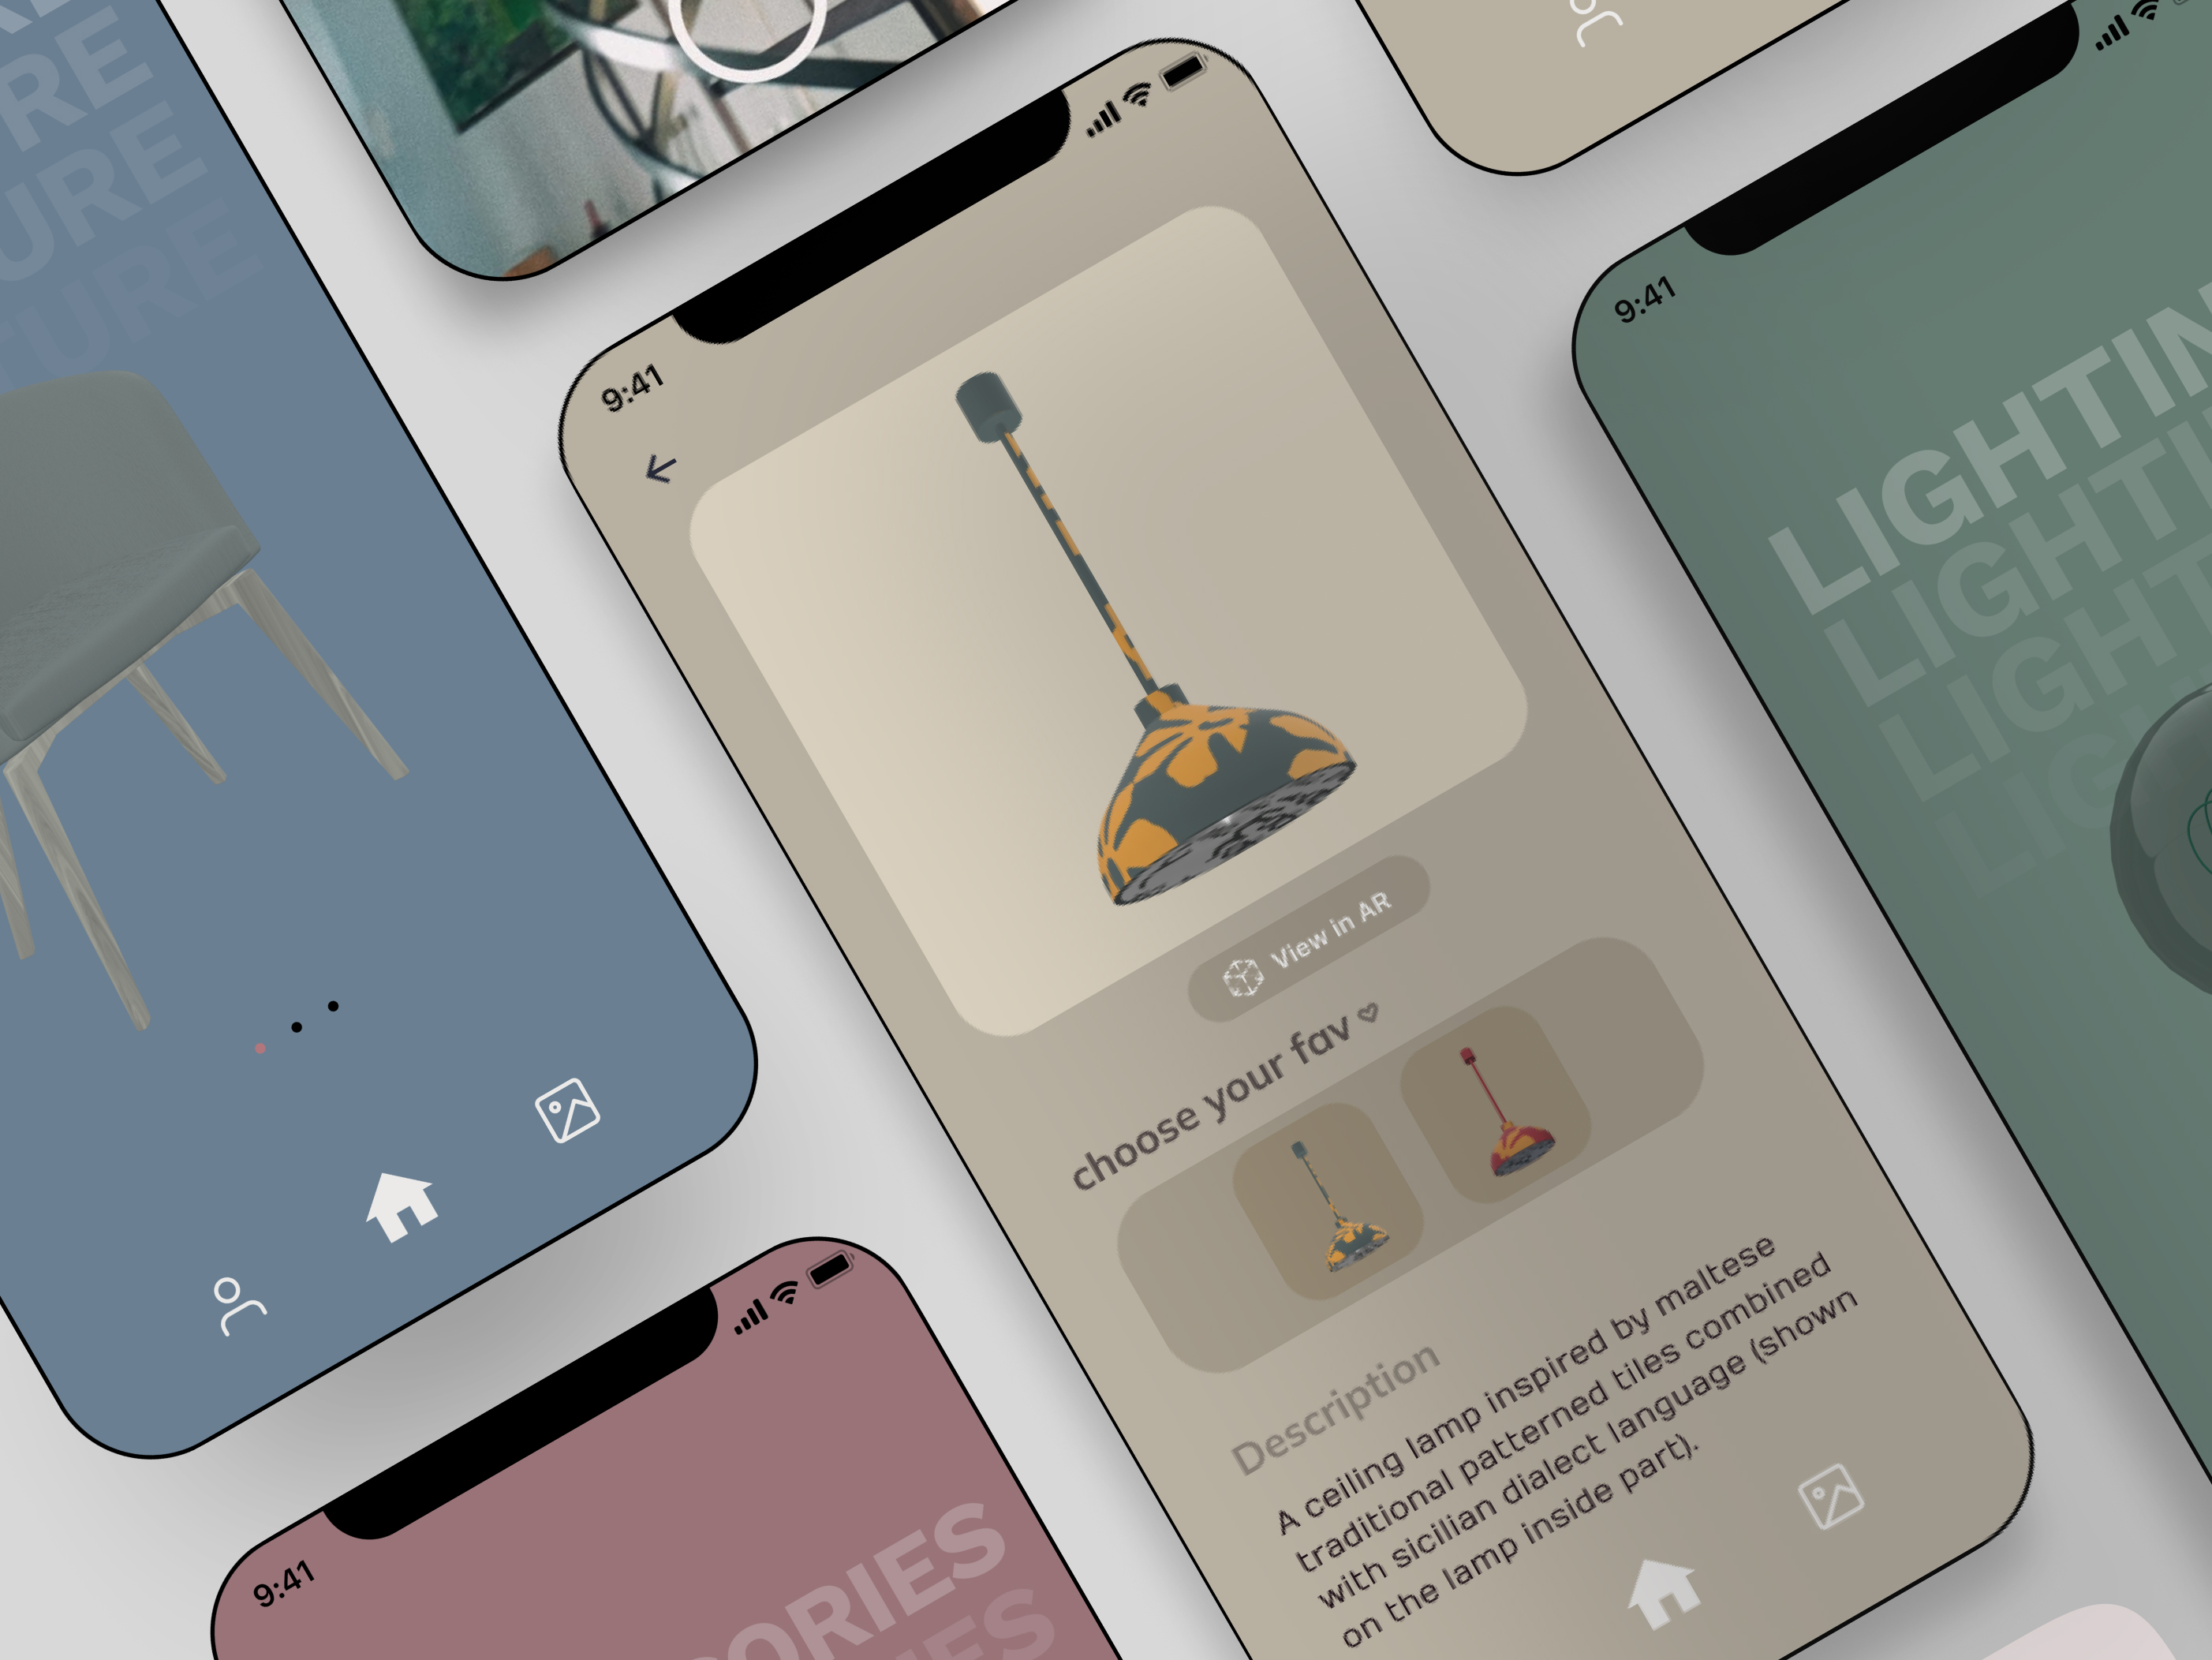 RE
RE
URE
TURE
9:41
View in AR
choose your fav
Description
A ceiling lamp inspired by maltese
traditional patterned tiles combined
with sicilian dialect language (shown
on the lamp inside part).
9:41
LIGHTIN
LIGHTI
LIGHT
LIG
9:41
ORIES
IES